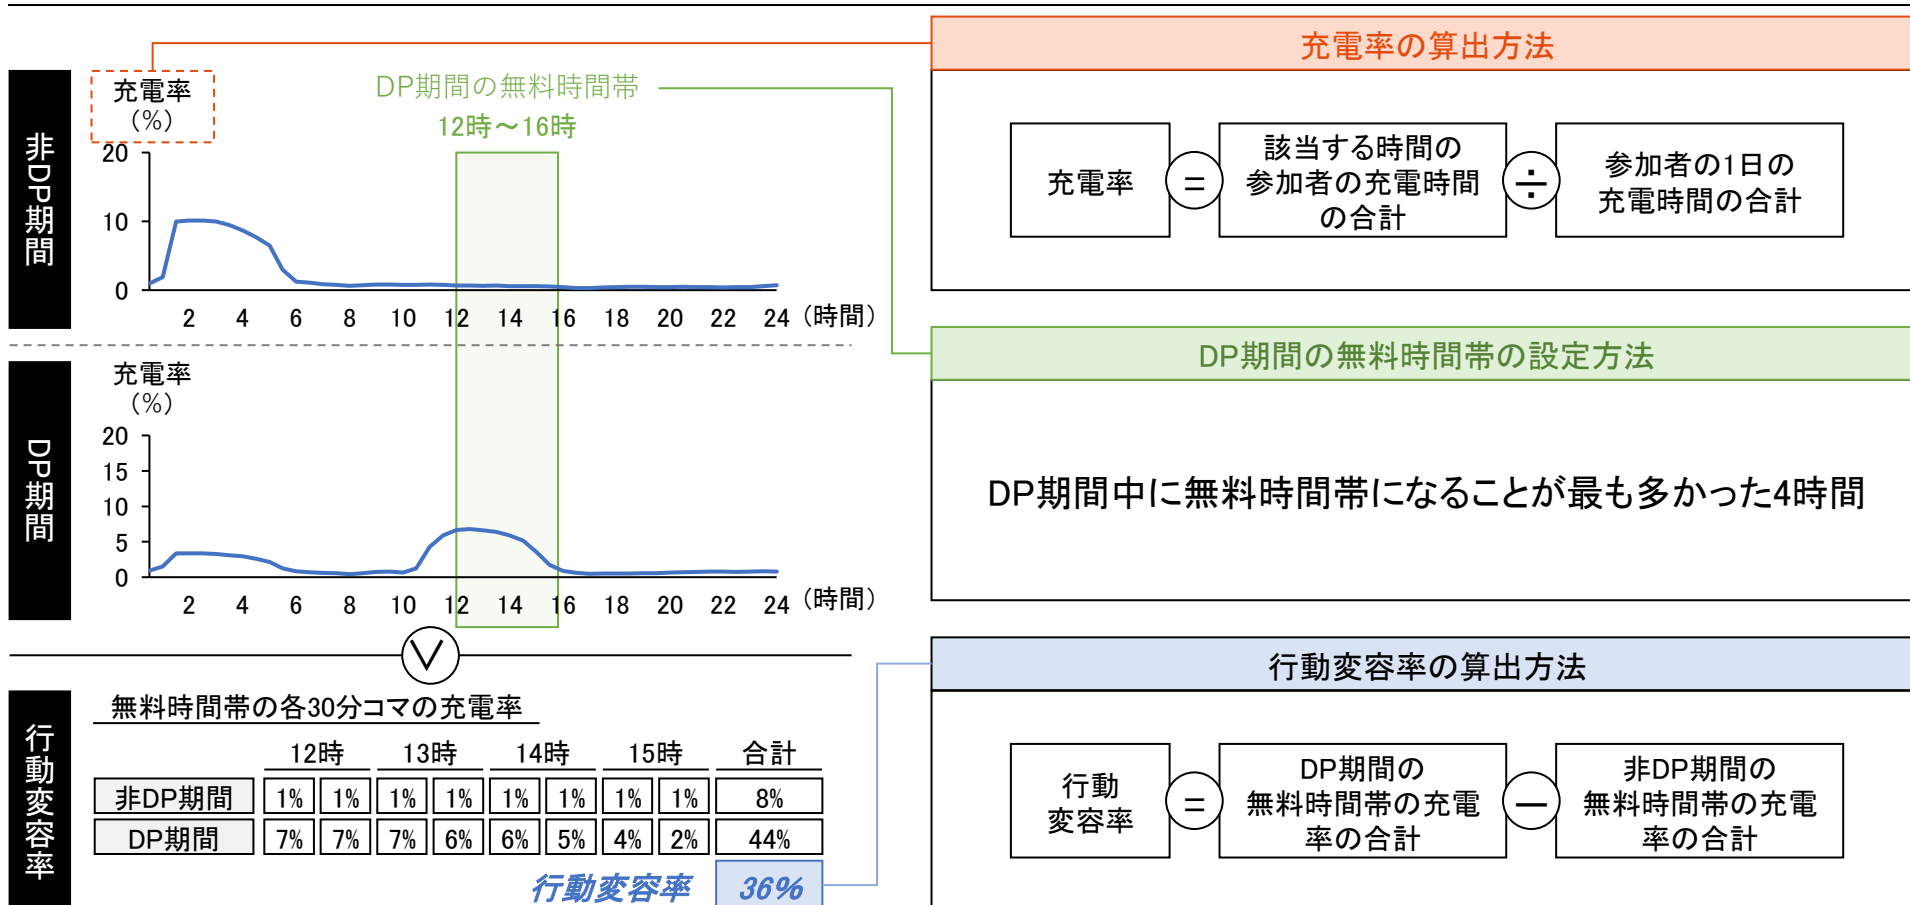 非DP期間
充電率
(%)
DP期間の無料時間帯
12時～16時
20
10
0
2 4 6 8 10 12 14 16 18 20 22 24 (時間)
DP期間
充電率
(%)
20
15
10
5
0
2 4 6 8 10 12 14 16 18 20 22 24 (時間)
行動変容率
無料時間帯の各30分コマの充電率
12時 13時 14時 15時 合計
非DP期間 1% 1% 1% 1% 1% 1% 1% 1% 8%
DP期間 7% 7% 7% 6% 6% 5% 4% 2% 44%
行動変容率 36%
充電率の算出方法
充電率
=
該当する時間の
参加者の充電時間
の合計
÷
参加者の1日の
充電時間の合計
DP期間の無料時間帯の設定方法
DP期間中に無料時間帯になることが最も多かった4時間
行動変容率の算出方法
行動
変容率
=
DP期間の
無料時間帯の充電
率の合計
－
非DP期間の
無料時間帯の充電
率の合計